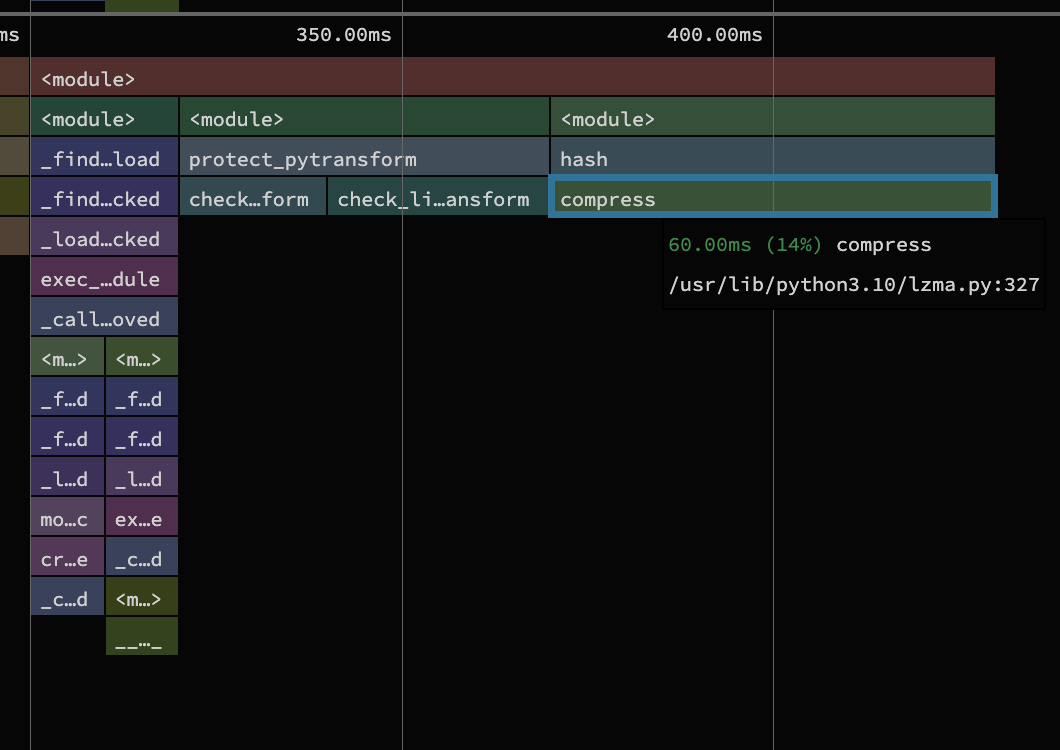 ms 350.00ms 400.00ms
<module>
<module> <module> <module>
_find…load protect_pytransform hash
_find…cked check…form check_li…ansform compress
_load…cked
60.00ms (14%) compress
exec_…dule
/usr/lib/python3.10/lzma.py:327
_call…oved
<m…> <m…>
_f…d _f…d
_f…d _f…d
_l…d _l…d
mo…c ex…e
cr…e _c…d
_c…d <m…>
__…_